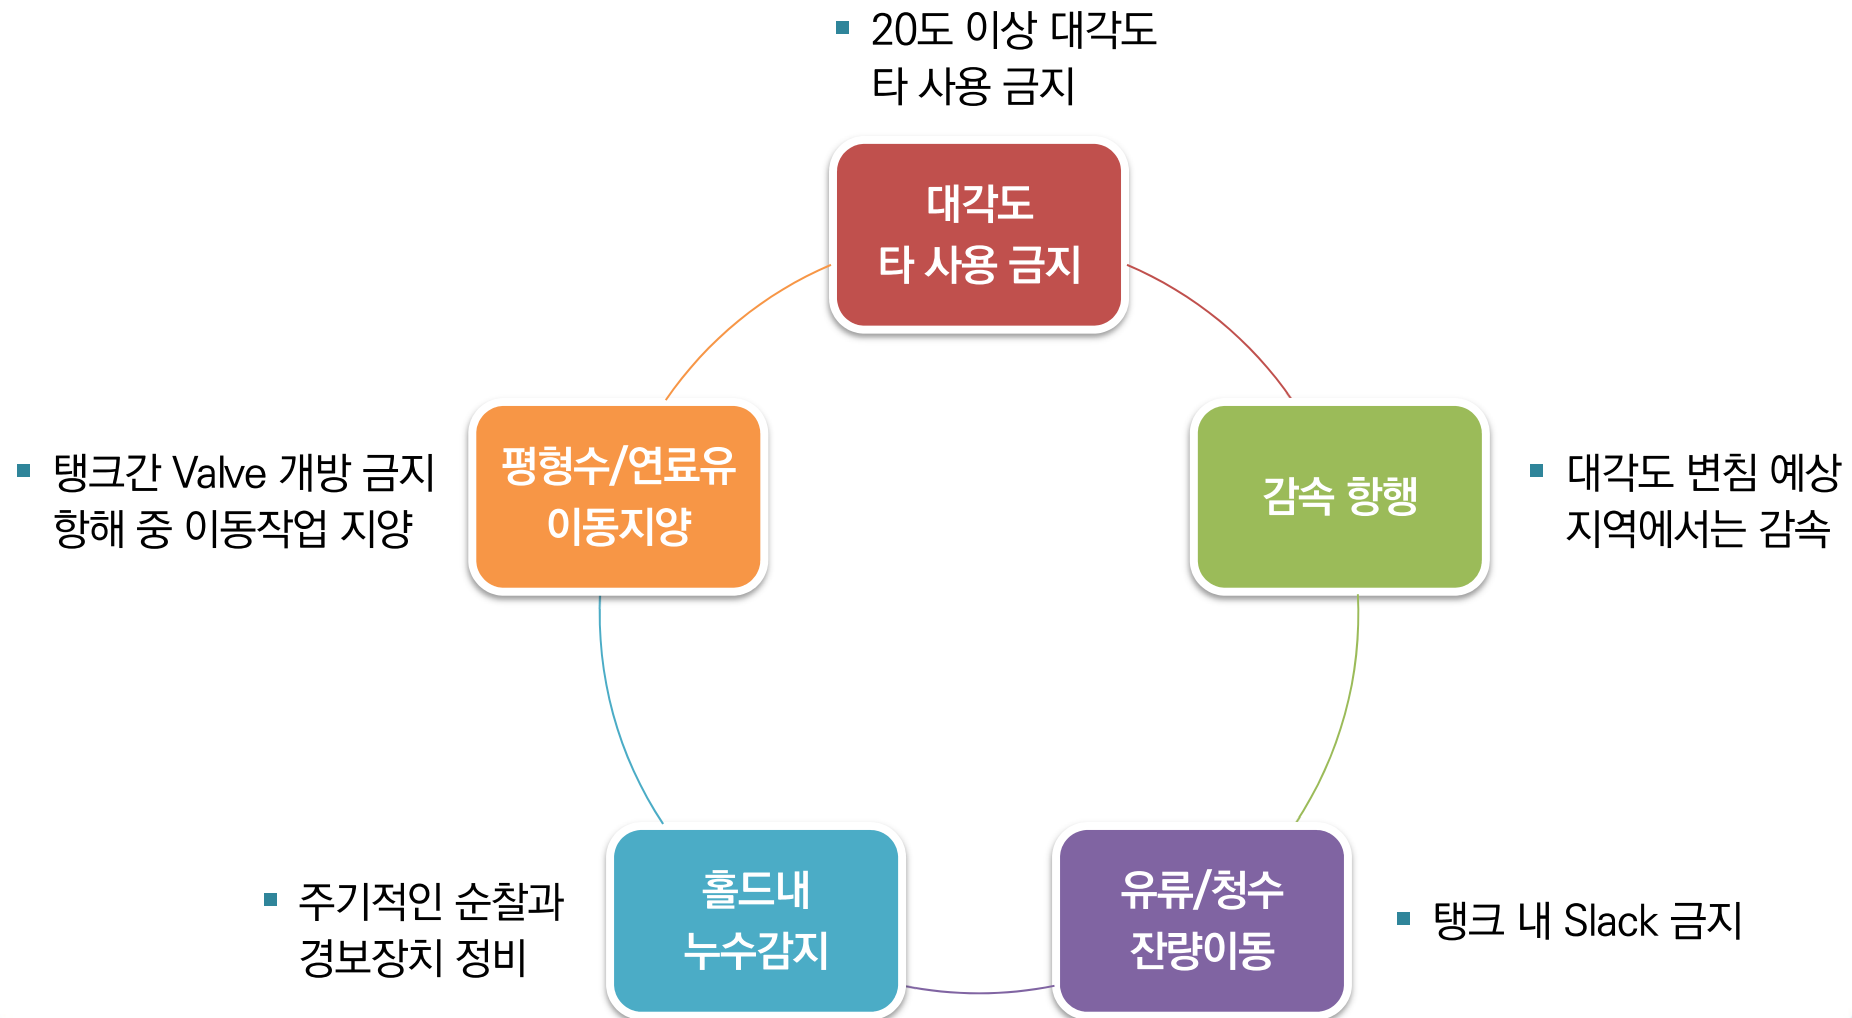 20도 이상 대각도
타 사용 금지
대각도
타 사용 금지
평형수/연료유
이동지양
탱크간 Valve 개방 금지
항해 중 이동작업 지양
감속 항행
대각도 변침 예상
지역에서는 감속
홀드내
누수감지
주기적인 순찰과
경보장치 정비
유류/청수
잔량이동
탱크 내 Slack 금지